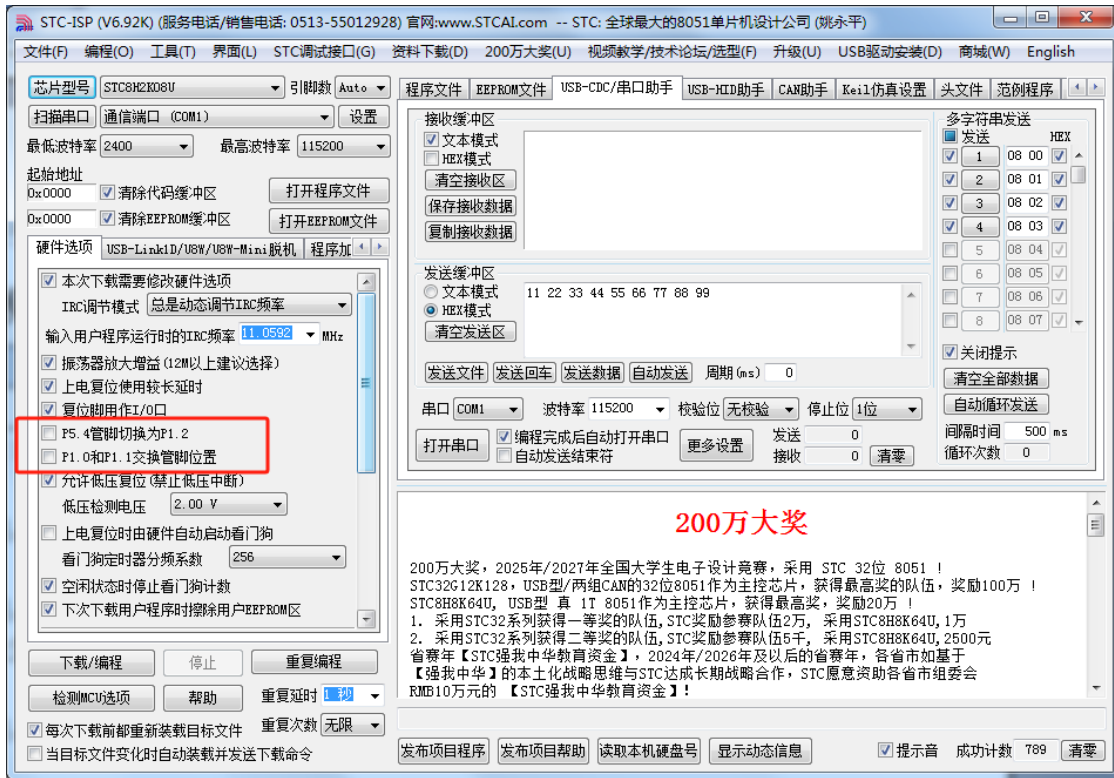 STC-ISP (V6.92K) (服务电话/销售电话: 0513-55012928) 官网:www.STCAI.com -- STC: 全球最大的8051单片机设计公司 (姚永平)
文件(F) 编程(O) 工具(T) 界面(L) STC调试接口(G) 资料下载(D) 200万大奖(U) 视频教学/技术论坛/选型(F) 升级(U) USB驱动安装(D) 商城(W) English
芯片型号 STC8H2K08U 引脚数 Auto
扫描串口 通信端口 (COM1) 设置
最低波特率 2400 最高波特率 115200
起始地址
0x0000 清除代码缓冲区 打开程序文件
0x0000 清除EEPROM缓冲区 打开EEPROM文件
硬件选项 USB-Link1D/U8W/U8W-Mini脱机 程序加
本次下载需要修改硬件选项
IRC调节模式 总是动态调节IRC频率
输入用户程序运行时的IRC频率 11.0592 MHz
振荡器放大增益(12M以上建议选择)
上电复位使用较长延时
复位脚用作I/O口
P5.4管脚切换为P1.2
P1.0和P1.1交换管脚位置
允许低压复位(禁止低压中断)
低压检测电压 2.00 V
上电复位时由硬件自动启动看门狗
看门狗定时器分频系数 256
空闲状态时停止看门狗计数
下次下载用户程序时擦除用户EEPROM区
下载/编程 停止 重复编程
检测MCU选项 帮助 重复延时 1 秒
每次下载前都重新装载目标文件 重复次数 无限
当目标文件变化时自动装载并发送下载命令
程序文件 EEPROM文件 USB-CDC/串口助手 USB-HID助手 CAN助手 Keil仿真设置 头文件 范例程序
接收缓冲区
文本模式
HEX模式
清空接收区
保存接收数据
复制接收数据
发送缓冲区
文本模式 11 22 33 44 55 66 77 88 99
HEX模式
清空发送区
发送文件 发送回车 发送数据 自动发送 周期(ms) 0
串口 COM1 波特率 115200 校验位 无校验 停止位 1位
打开串口 编程完成后自动打开串口 更多设置 发送 0
自动发送结束符 接收 0 清零
多字符串发送
发送 HEX
1 08 00
2 08 01
3 08 02
4 08 03
5 08 04
6 08 05
7 08 06
8 08 07
关闭提示
清空全部数据
自动循环发送
间隔时间 500 ms
循环次数 0
200万大奖
200万大奖，2025年/2027年全国大学生电子设计竞赛，采用 STC 32位 8051 !
STC32G12K128，USB型/两组CAN的32位8051作为主控芯片，获得最高奖的队伍，奖励100万 !
STC8H8K64U, USB型 真 1T 8051作为主控芯片，获得最高奖，奖励20万 !
1. 采用STC32系列获得一等奖的队伍,STC奖励参赛队伍2万, 采用STC8H8K64U,1万
2. 采用STC32系列获得二等奖的队伍,STC奖励参赛队伍5千, 采用STC8H8K64U,2500元
省赛年【STC强我中华教育资金】，2024年/2026年及以后的省赛年，各省市如基于
【强我中华】的本土化战略思维与STC达成长期战略合作，STC愿意资助各省市组委会
RMB10万元的 【STC强我中华教育资金】!
发布项目程序 发布项目帮助 读取本机硬盘号 显示动态信息 提示音 成功计数 789 清零